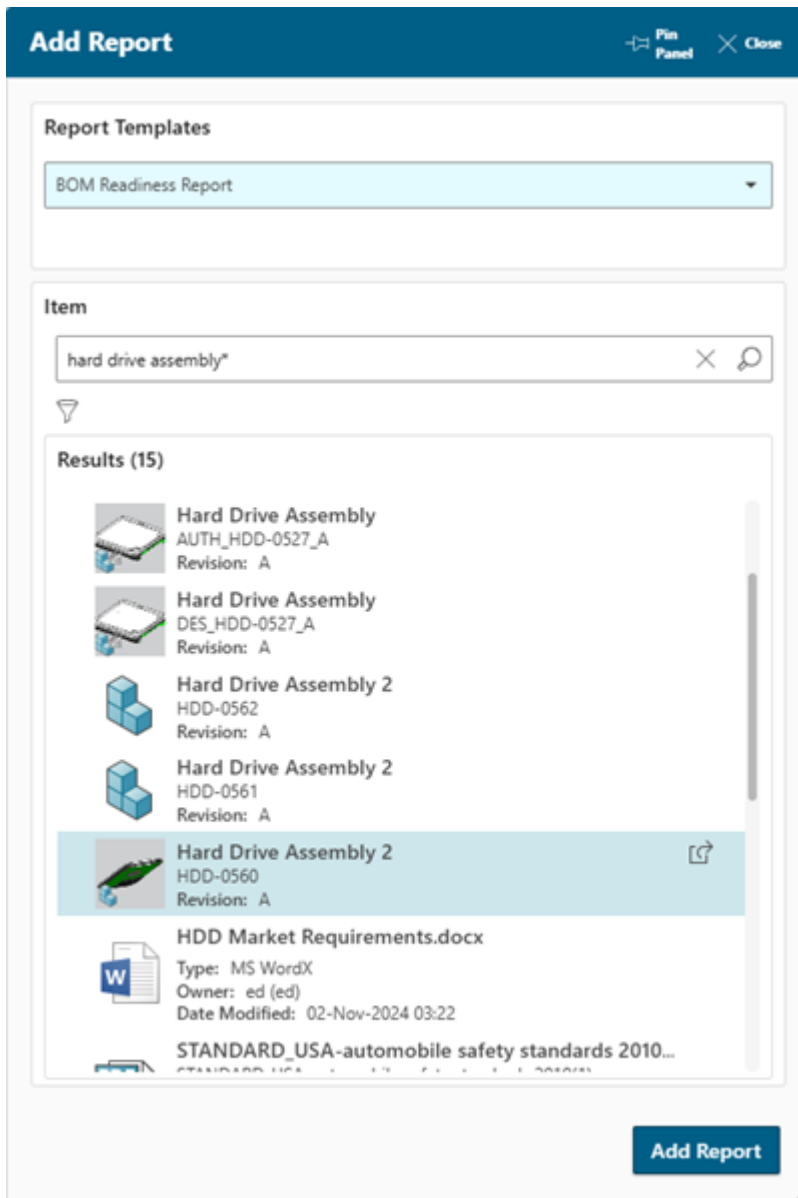 Add Report
Pin
Panel
Close
Report Templates
BOM Readiness Report
Item
hard drive assembly*
Results (15)
Hard Drive Assembly
AUTH_HDD-0527_A
Revision: A
Hard Drive Assembly
DES_HDD-0527_A
Revision: A
Hard Drive Assembly 2
HDD-0562
Revision: A
Hard Drive Assembly 2
HDD-0561
Revision: A
Hard Drive Assembly 2
HDD-0560
Revision: A
W
HDD Market Requirements.docx
Type: MS WordX
Owner: ed (ed)
Date Modified: 02-Nov-2024 03:22
STANDARD_USA-automobile safety standards 2010...
Add Report